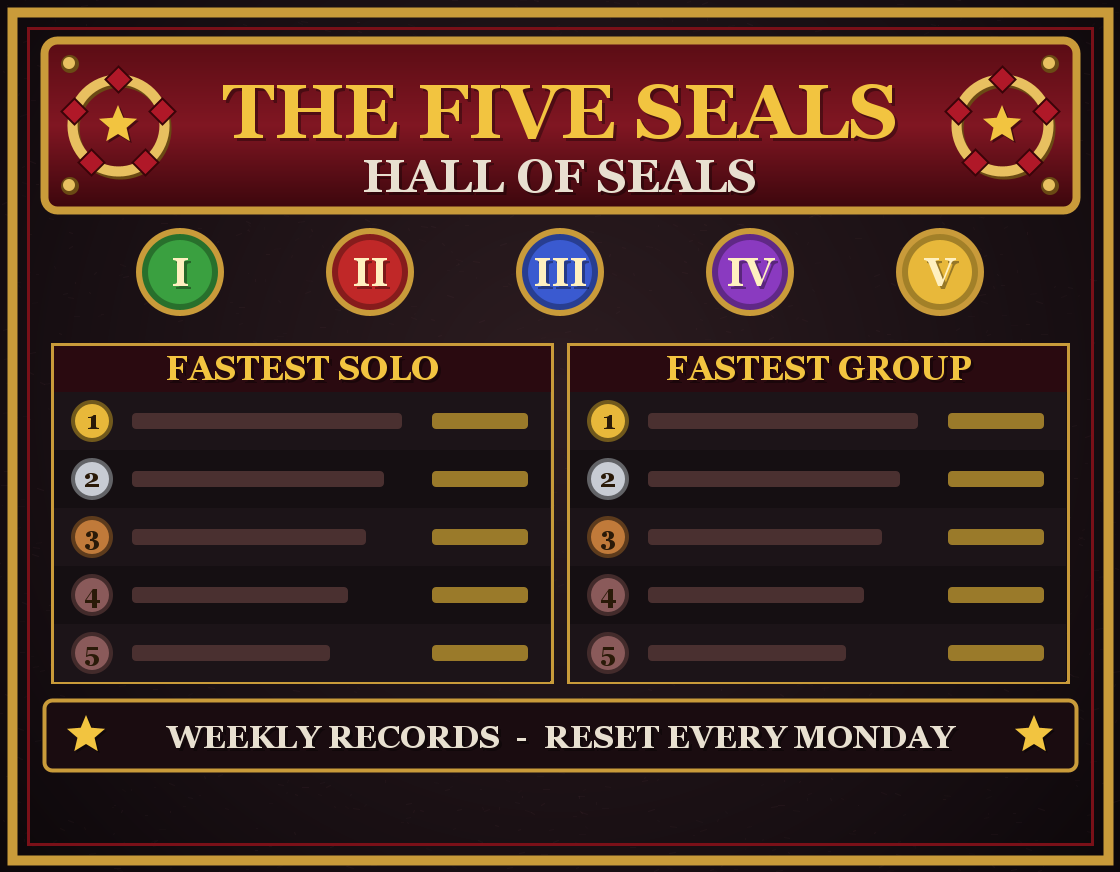 THE FIVE SEALS
HALL OF SEALS
I II III IV V
FASTEST SOLO
1
2
3
4
5
FASTEST GROUP
1
2
3
4
5
WEEKLY RECORDS - RESET EVERY MONDAY